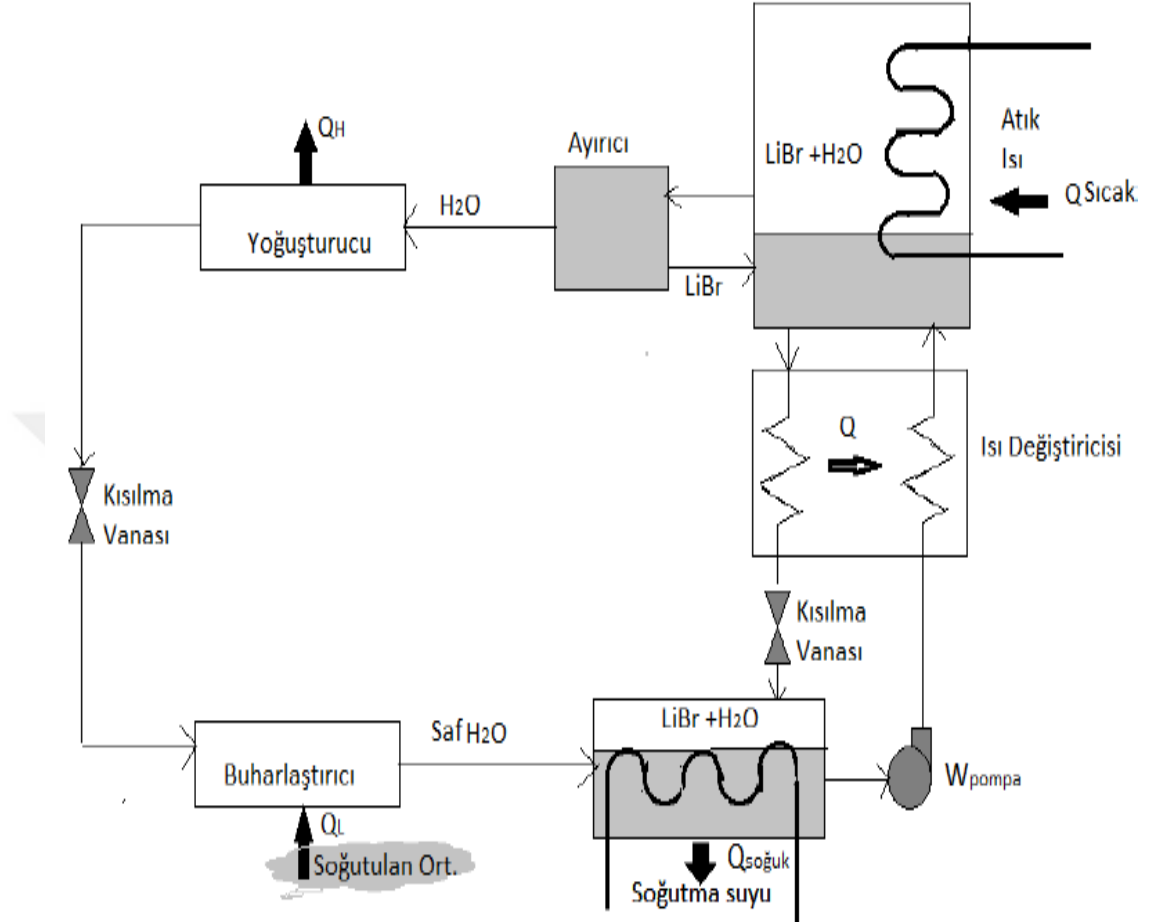 QH
Ayırıcı
LiBr +H2O
Atık
Isı
Q Sıcak
H2O
Yoğuşturucu
LiBr
Q
Isı Değiştiricisi
Kısılma
Vanası
Kısılma
Vanası
LiBr +H2O
Saf H2O
Buharlaştırıcı
Wpompa
QL
Soğutulan Ort.
Qsoğuk
Soğutma suyu